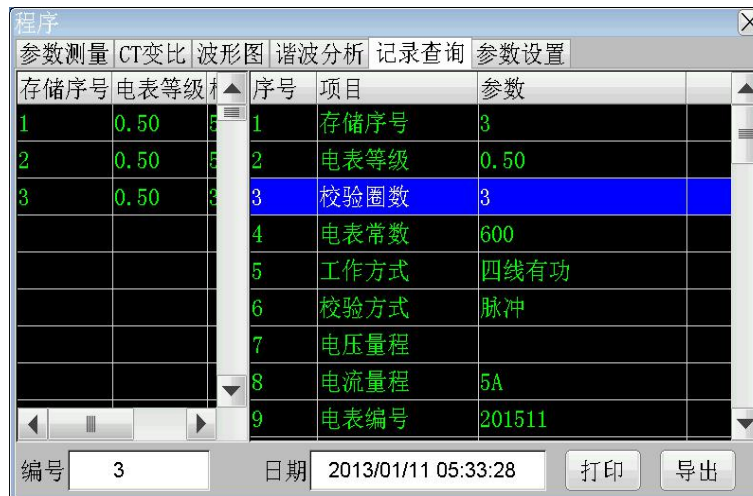 程序
参数测量 CT变比 波形图 谐波分析 记录查询 参数设置
存储序号 电表等级
1 0.50 5
2 0.50 5
3 0.50 3
序号 项目 参数
1 存储序号 3
2 电表等级 0.50
3 校验圈数 3
4 电表常数 600
5 工作方式 四线有功
6 校验方式 脉冲
7 电压量程
8 电流量程 5A
9 电表编号 201511
编号 3 日期 2013/01/11 05:33:28 打印 导出